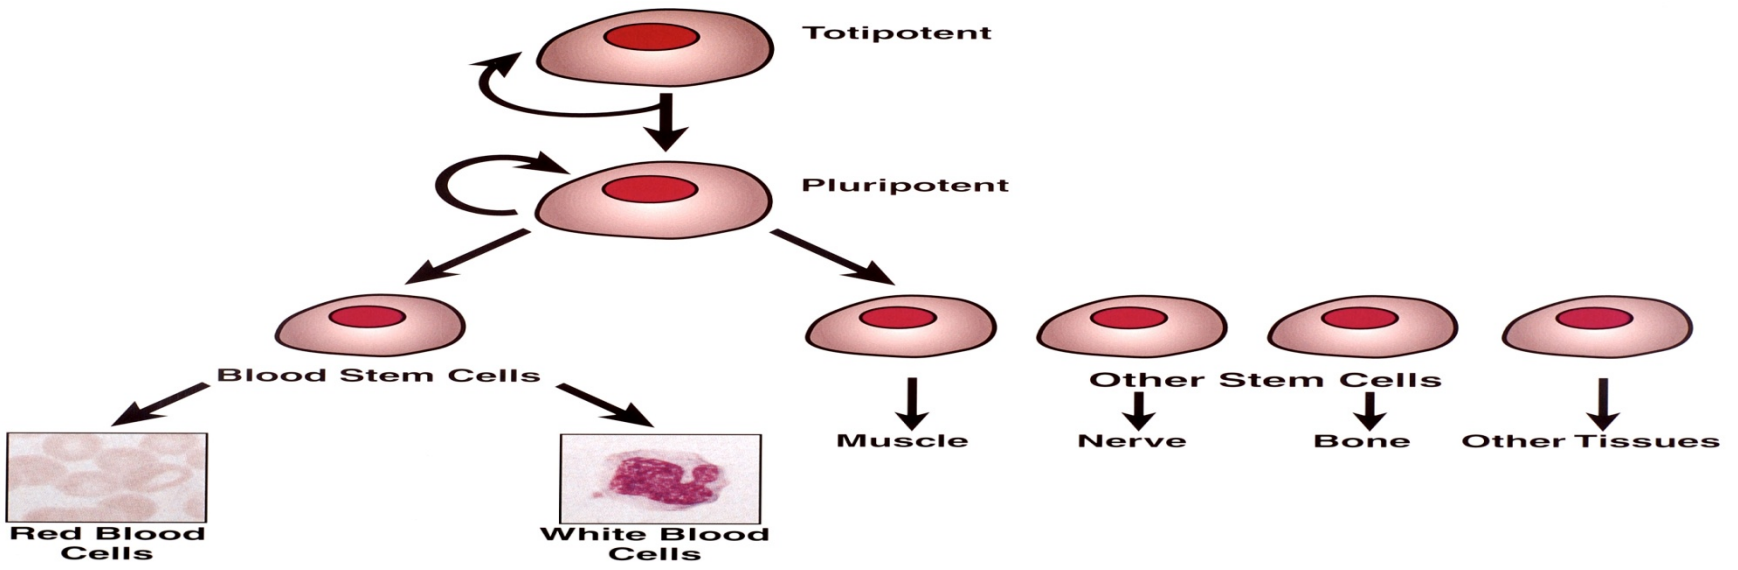 Totipotent
Pluripotent
Blood Stem Cells
Other Stem Cells
Muscle
Nerve
Bone
Other Tissues
Red Blood
Cells
White Blood
Cells